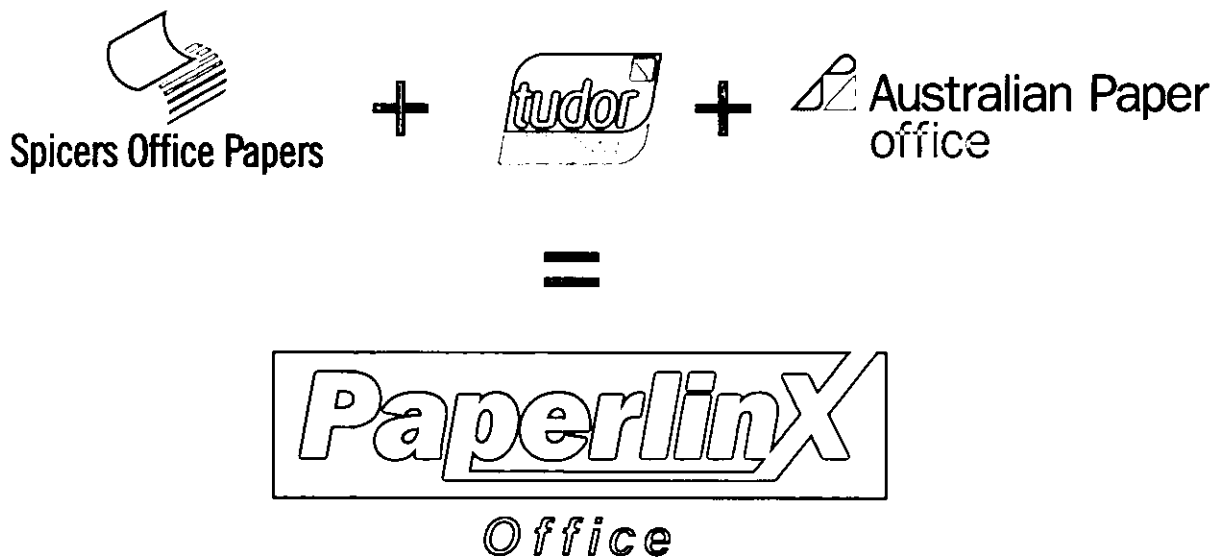 Spicers Office Papers
+
tudor
+
Australian Paper
office
=
PaperlinX
Office